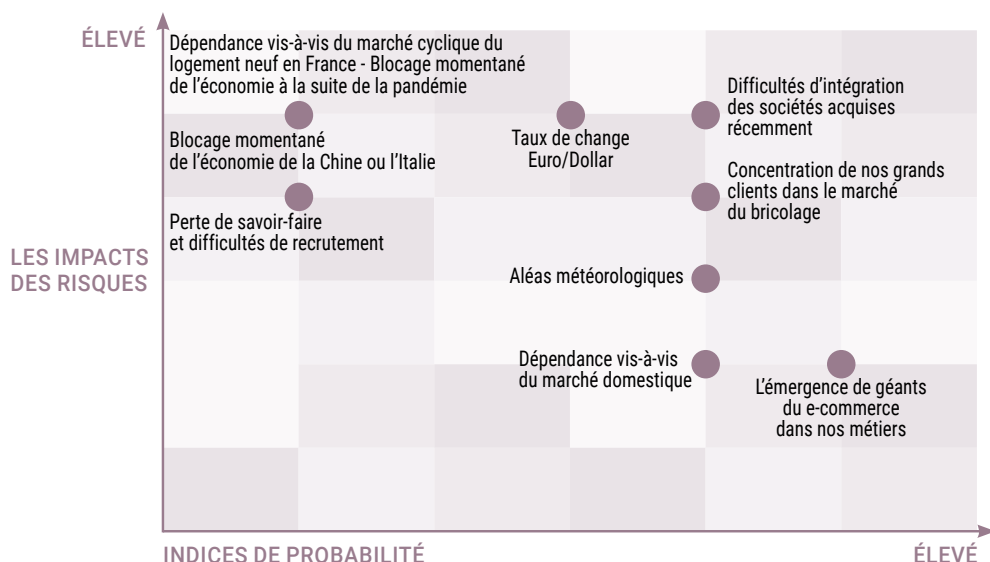 ÉLEVÉ
Dépendance vis-à-vis du marché cyclique du
logement neuf en France - Blocage momentané
de l'économie à la suite de la pandémie
Difficultés d'intégration
des sociétés acquises
récemment
Blocage momentané
de l'économie de la Chine ou l'Italie
Taux de change
Euro/Dollar
Concentration de nos grands
clients dans le marché
du bricolage
Perte de savoir-faire
et difficultés de recrutement
LES IMPACTS
DES RISQUES
Aléas météorologiques
Dépendance vis-à-vis
du marché domestique
L'émergence de géants
du e-commerce
dans nos métiers
INDICES DE PROBABILITÉ
ÉLEVÉ